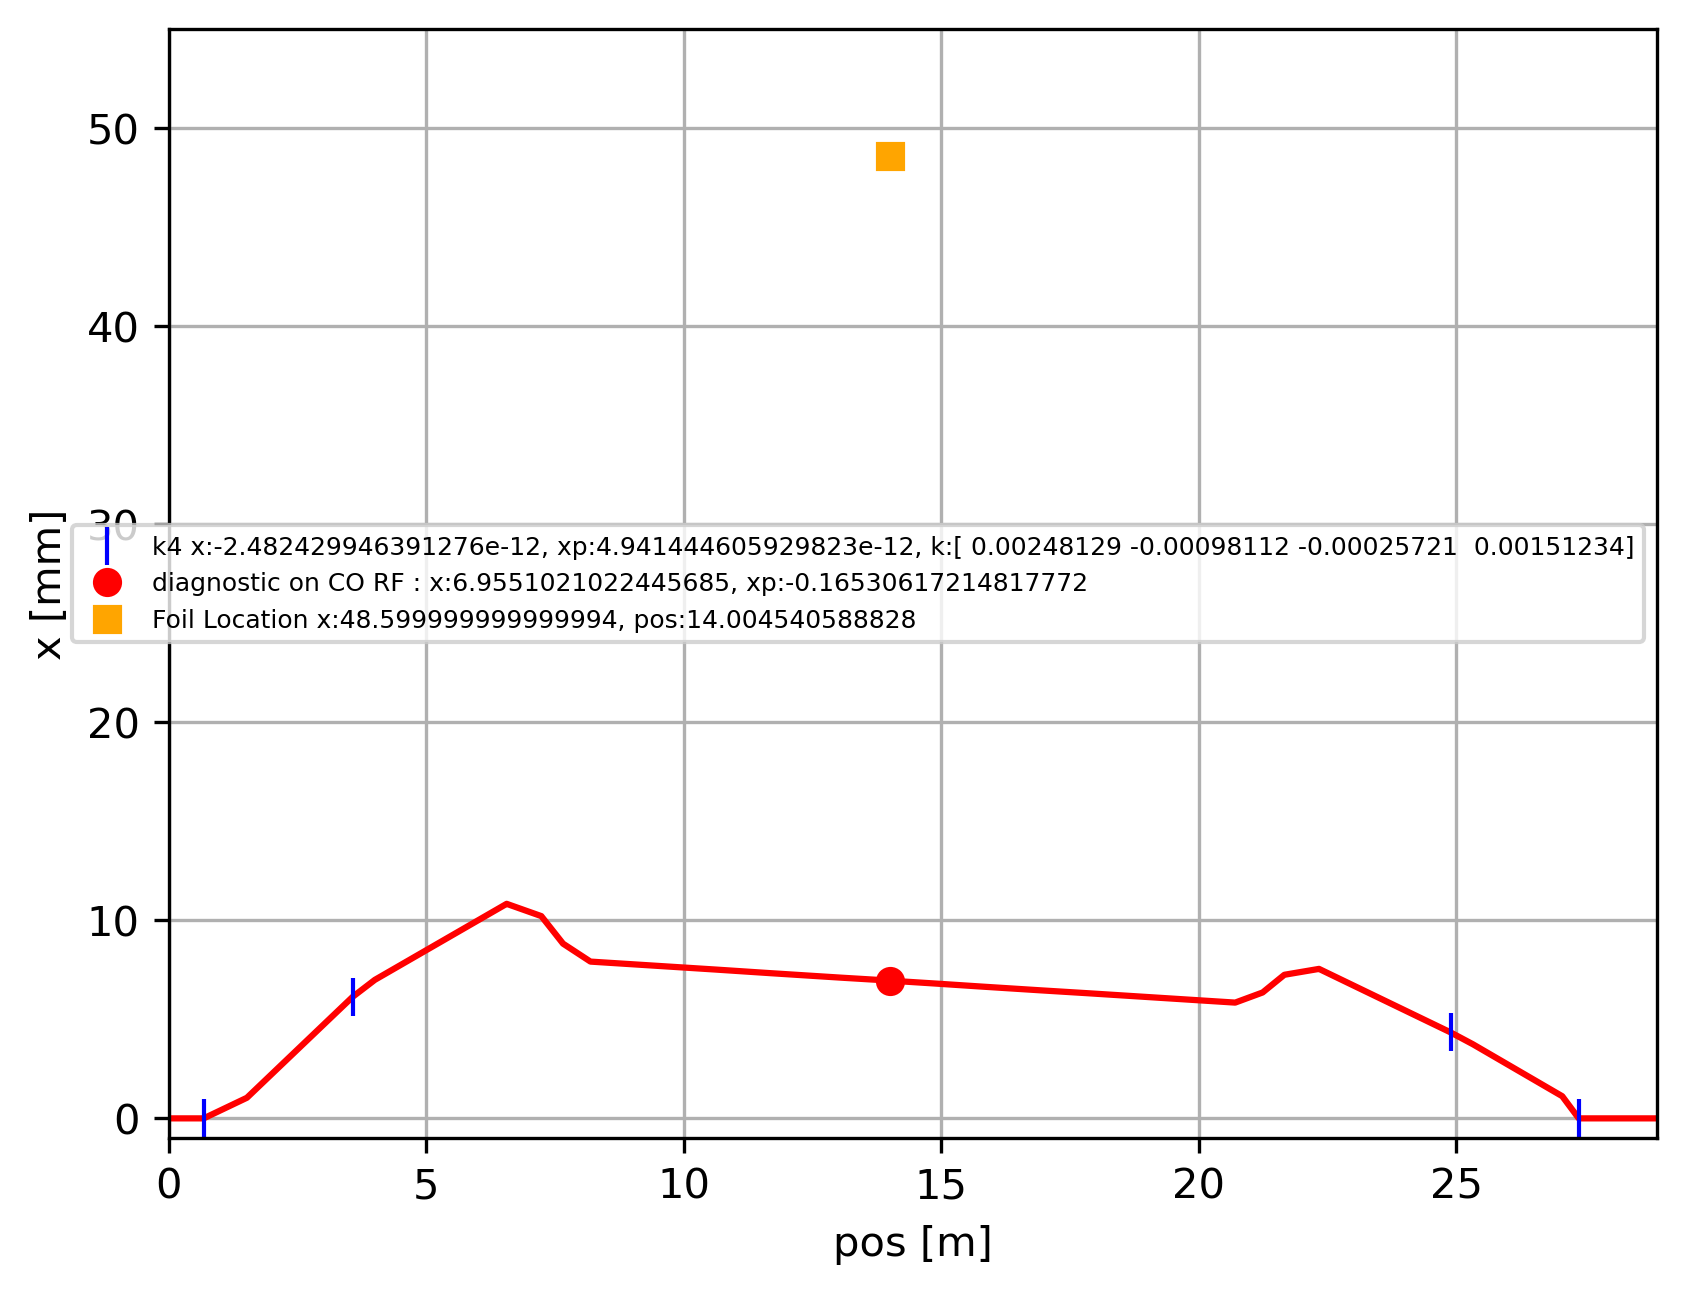 50
40
30
20
10
0
x [mm]
k4 x:-2.482429946391276e-12, xp:4.941444605929823e-12, k:[ 0.00248129 -0.00098112 -0.00025721  0.00151234]
diagnostic on CO RF : x:6.9551021022445685, xp:-0.16530617214817772
Foil Location x:48.599999999999994, pos:14.004540588828
0 5 10 15 20 25
pos [m]